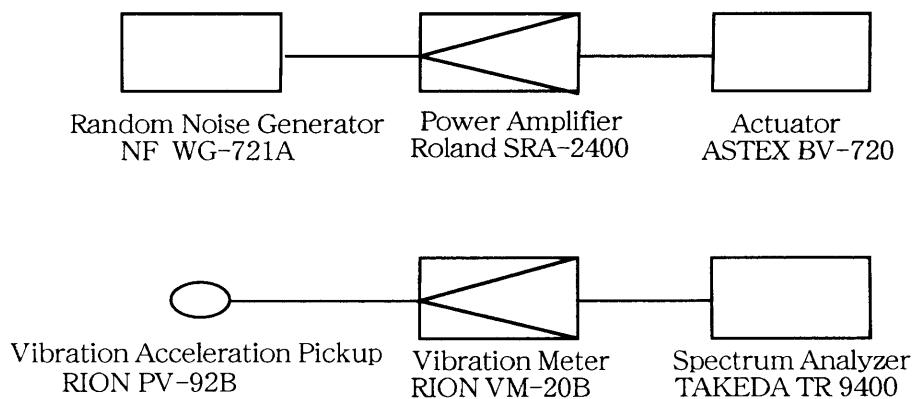 Random Noise Generator
NF WG-721A
Power Amplifier
Roland SRA-2400
Actuator
ASTEX BV-720
Vibration Acceleration Pickup
RION PV-92B
Vibration Meter
RION VM-20B
Spectrum Analyzer
TAKEDA TR 9400